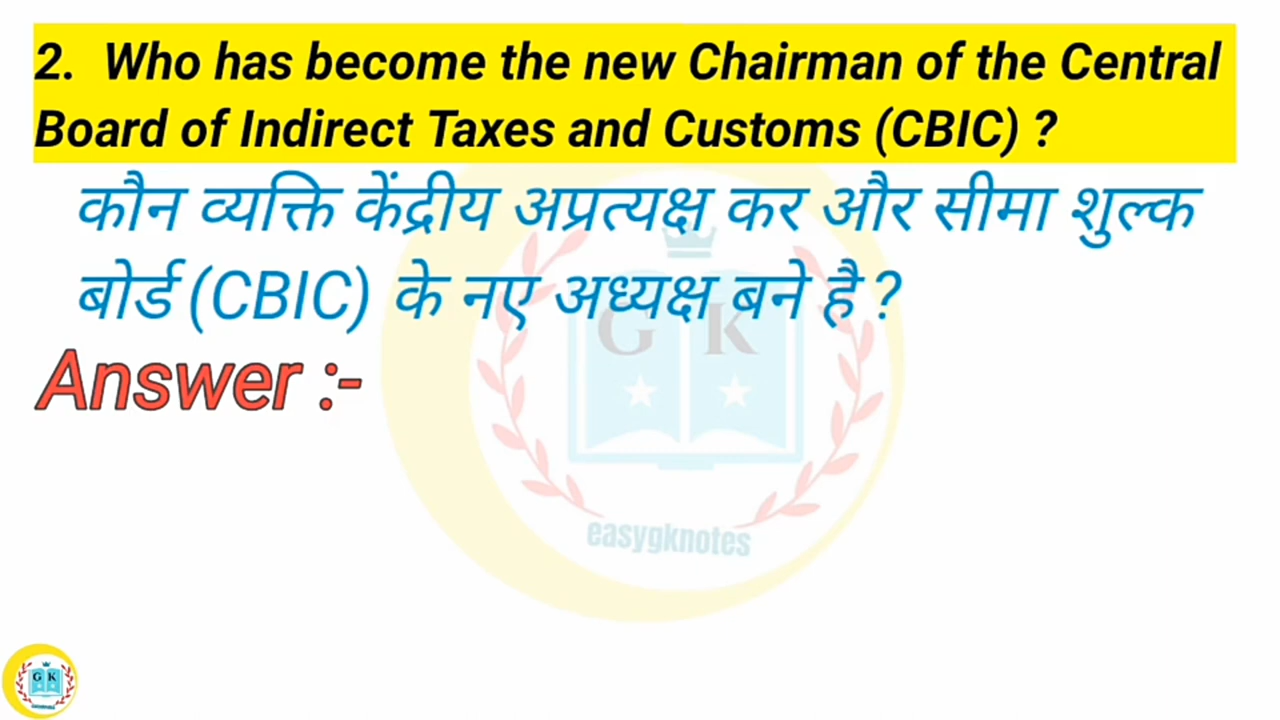 2. Who has become the new Chairman of the Central
Board of Indirect Taxes and Customs (CBIC) ?
कौन व्यक्ति केंद्रीय अप्रत्यक्ष कर और सीमा शुल्क
बोर्ड (CBIC) के नए अध्यक्ष बने है ?
G K
Answer :-
easygknotes
G K
easygknotes